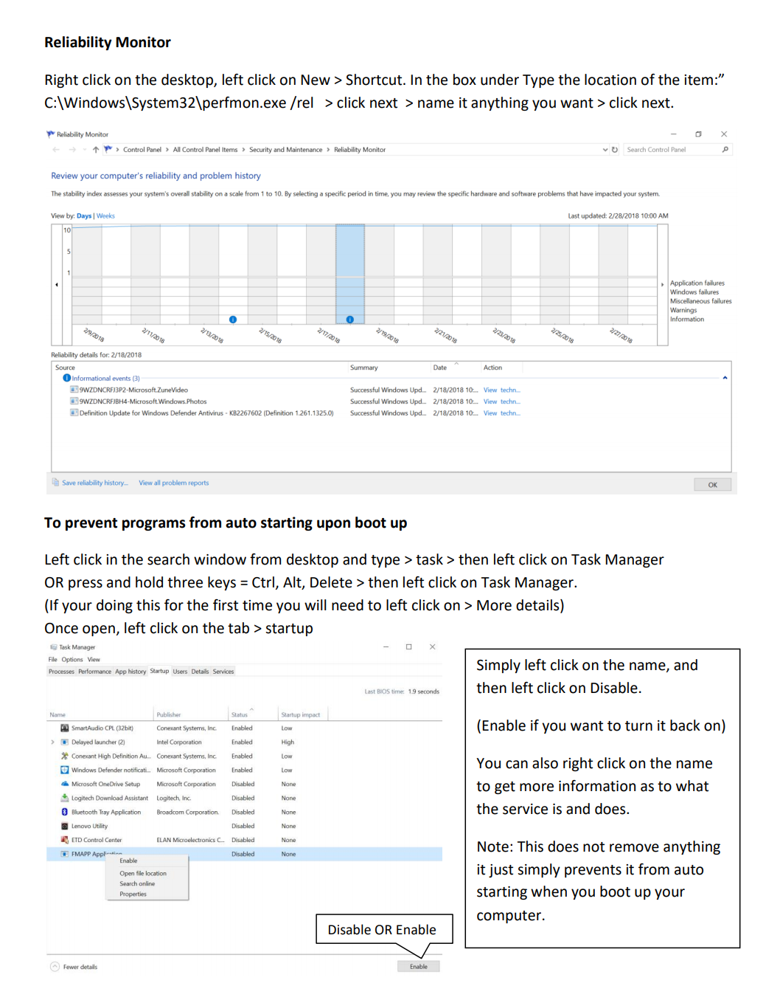 Reliability Monitor
Right click on the desktop, left click on New > Shortcut. In the box under Type the location of the item:”
C:\Windows\System32\perfmon.exe /rel > click next > name it anything you want > click next.
Reliability Monitor
> Control Panel > All Control Panel Items > Security and Maintenance > Reliability Monitor
Search Control Panel
Review your computer's reliability and problem history
The stability index assesses your system's overall stability on a scale from 1 to 10. By selecting a specific period in time, you may review the specific hardware and software problems that have impacted your system.
View by: Days | Weeks
Last updated: 2/28/2018 10:00 AM
10
5
1
Application failures
Windows failures
Miscellaneous failures
Warnings
Information
2/9/2018 2/11/2018 2/13/2018 2/15/2018 2/17/2018 2/19/2018 2/21/2018 2/23/2018 2/25/2018 2/27/2018
Reliability details for: 2/18/2018
Source Summary Date Action
Informational events (3)
9WZDNCRFJ3P2-Microsoft.ZuneVideo Successful Windows Upd... 2/18/2018 10:... View techn...
9WZDNCRFJBH4-Microsoft.Windows.Photos Successful Windows Upd... 2/18/2018 10:... View techn...
Definition Update for Windows Defender Antivirus - KB2267602 (Definition 1.261.1325.0) Successful Windows Upd... 2/18/2018 10:... View techn...
Save reliability history... View all problem reports
OK
To prevent programs from auto starting upon boot up
Left click in the search window from desktop and type > task > then left click on Task Manager
OR press and hold three keys = Ctrl, Alt, Delete > then left click on Task Manager.
(If your doing this for the first time you will need to left click on > More details)
Once open, left click on the tab > startup
Task Manager
File Options View
Processes Performance App history Startup Users Details Services
Last BIOS time: 1.9 seconds
Name Publisher Status Startup impact
SmartAudio CPL (32bit) Conexant Systems, Inc. Enabled Low
Delayed launcher (2) Intel Corporation Enabled High
Conexant High Definition Au... Conexant Systems, Inc. Enabled Low
Windows Defender notificati... Microsoft Corporation Enabled Low
Microsoft OneDrive Setup Microsoft Corporation Disabled None
Logitech Download Assistant Logitech, Inc. Disabled None
Bluetooth Tray Application Broadcom Corporation. Disabled None
Lenovo Utility Disabled None
ETD Control Center ELAN Microelectronics C... Disabled None
FMAPP Application Disabled None
Enable
Open file location
Search online
Properties
Disable OR Enable
Fewer details
Enable
Simply left click on the name, and
then left click on Disable.
(Enable if you want to turn it back on)
You can also right click on the name
to get more information as to what
the service is and does.
Note: This does not remove anything
it just simply prevents it from auto
starting when you boot up your
computer.